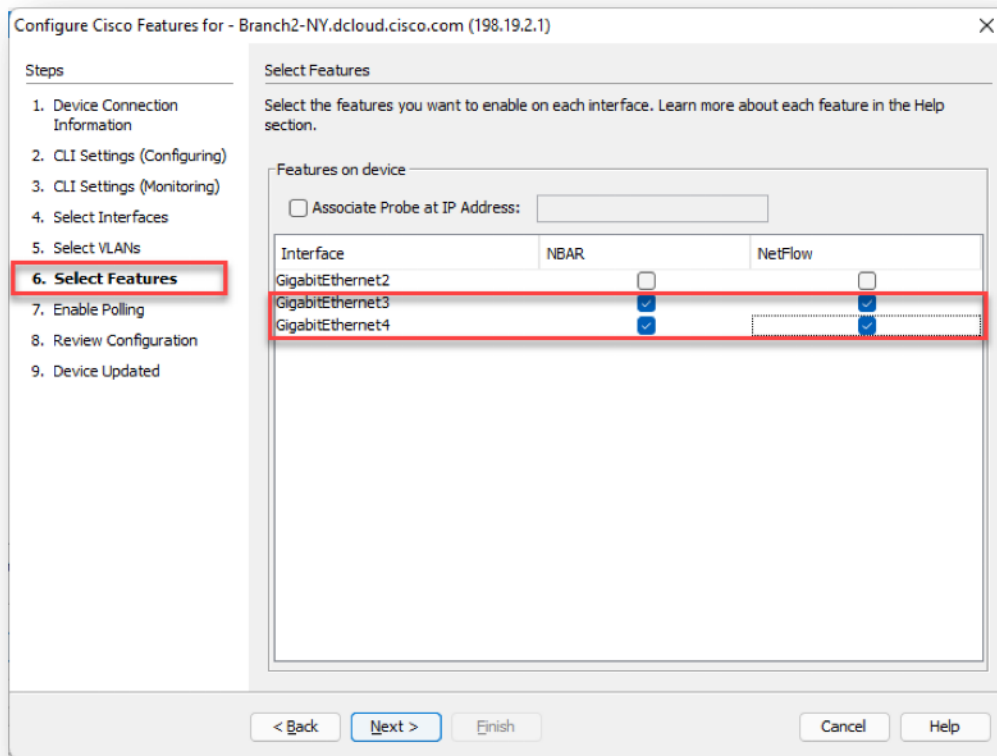 Configure Cisco Features for - Branch2-NY.dcloud.cisco.com (198.19.2.1)
Steps
1. Device Connection
Information
2. CLI Settings (Configuring)
3. CLI Settings (Monitoring)
4. Select Interfaces
5. Select VLANs
6. Select Features
7. Enable Polling
8. Review Configuration
9. Device Updated
Select Features
Select the features you want to enable on each interface. Learn more about each feature in the Help
section.
Features on device
Associate Probe at IP Address:
Interface NBAR NetFlow
GigabitEthernet2
GigabitEthernet3
GigabitEthernet4
< Back Next > Finish Cancel Help